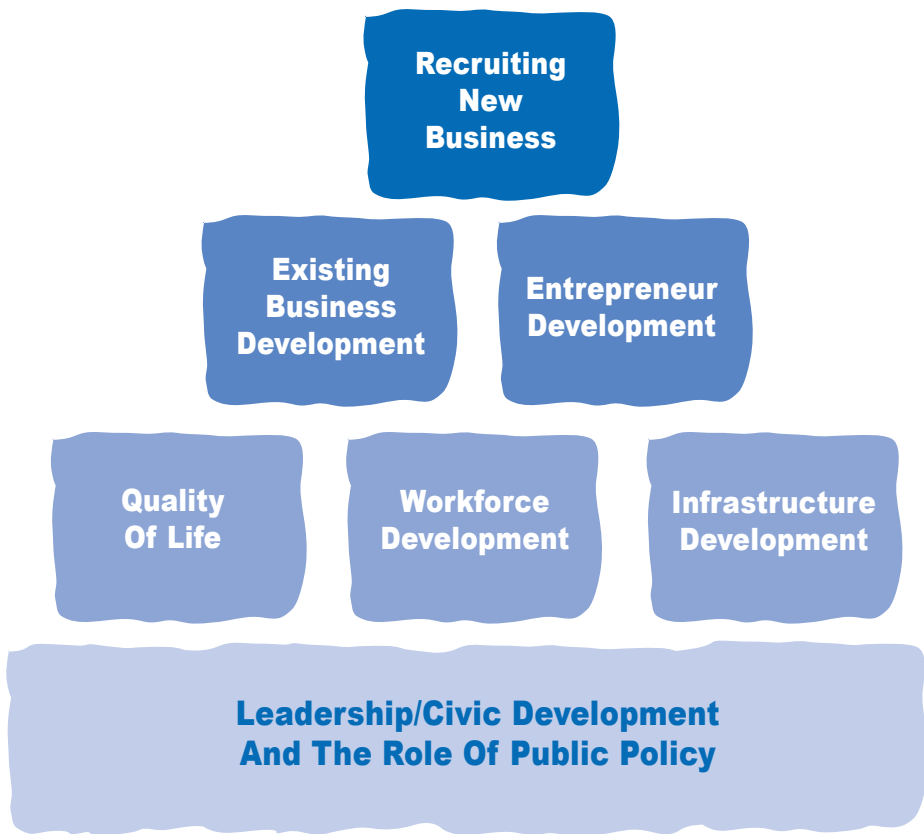 Recruiting
New
Business
Existing
Business
Development
Entrepreneur
Development
Quality
Of Life
Workforce
Development
Infrastructure
Development
Leadership/Civic Development
And The Role Of Public Policy